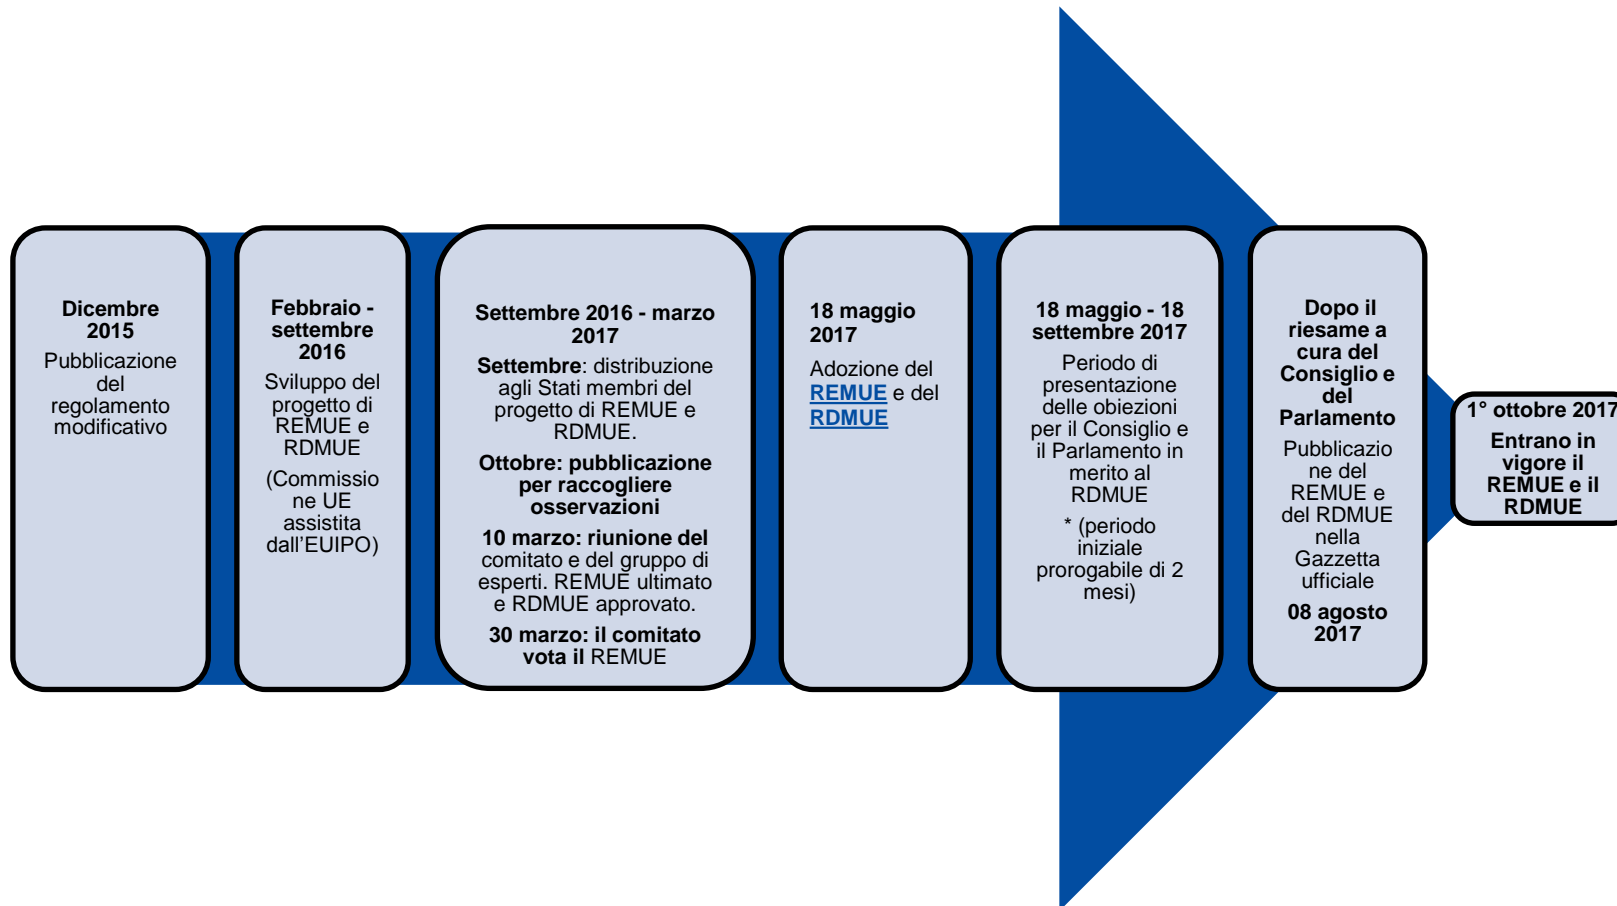 Dicembre
2015
Pubblicazione
del
regolamento
modificativo
Febbraio -
settembre
2016
Sviluppo del
progetto di
REMUE e
RDMUE
(Commissio
ne UE
assistita
dall'EUIPO)
Settembre 2016 - marzo
2017
Settembre: distribuzione
agli Stati membri del
progetto di REMUE e
RDMUE.
Ottobre: pubblicazione
per raccogliere
osservazioni
10 marzo: riunione del
comitato e del gruppo di
esperti. REMUE ultimato
e RDMUE approvato.
30 marzo: il comitato
vota il REMUE
18 maggio
2017
Adozione del
REMUE e del
RDMUE
18 maggio - 18
settembre 2017
Periodo di
presentazione
delle obiezioni
per il Consiglio e
il Parlamento in
merito al
RDMUE
* (periodo
iniziale
prorogabile di 2
mesi)
Dopo il
riesame a
cura del
Consiglio e
del
Parlamento
Pubblicazio
ne del
REMUE e
del RDMUE
nella
Gazzetta
ufficiale
08 agosto
2017
1° ottobre 2017
Entrano in
vigore il
REMUE e il
RDMUE